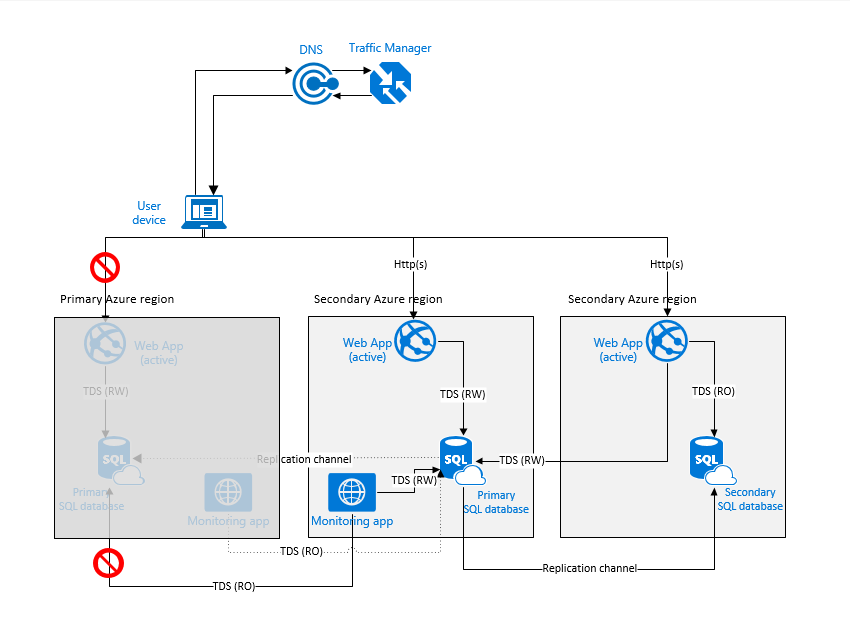 DNS
Traffic Manager
User
device
Http(s)
Http(s)
Primary Azure region
Secondary Azure region
Secondary Azure region
Web App
(active)
Web App
(active)
Web App
(active)
TDS (RW)
TDS (RW)
TDS (RO)
SQL
Replication channel
SQL
TDS (RW)
SQL
TDS (RW)
Primary
SQL database
Primary
SQL database
Secondary
SQL database
Monitoring app
Monitoring app
TDS (RO)
Replication channel
TDS (RO)